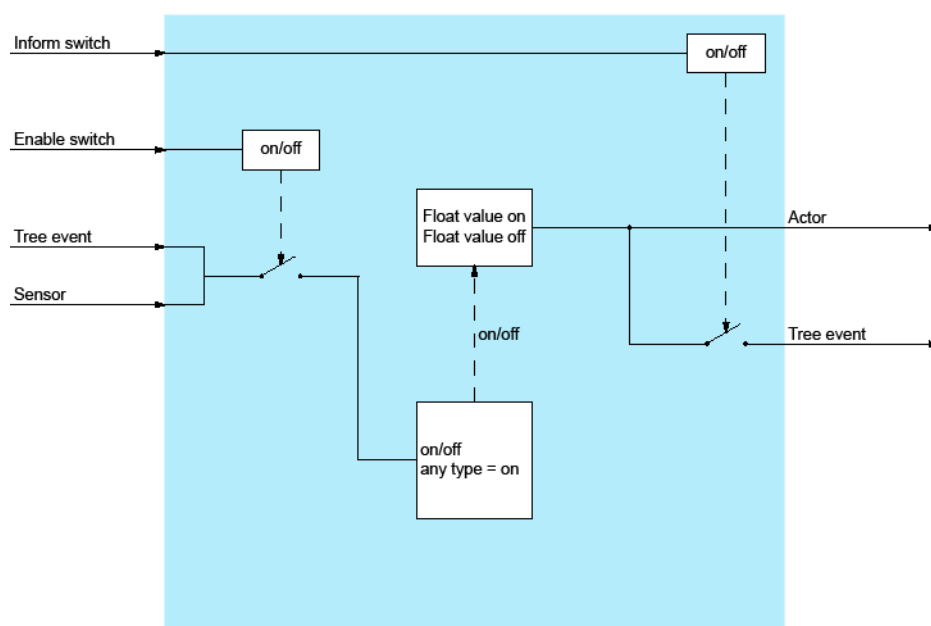 Inform switch
on/off
Enable switch
on/off
Float value on
Float value off
Actor
Tree event
Sensor
on/off
Tree event
on/off
any type = on